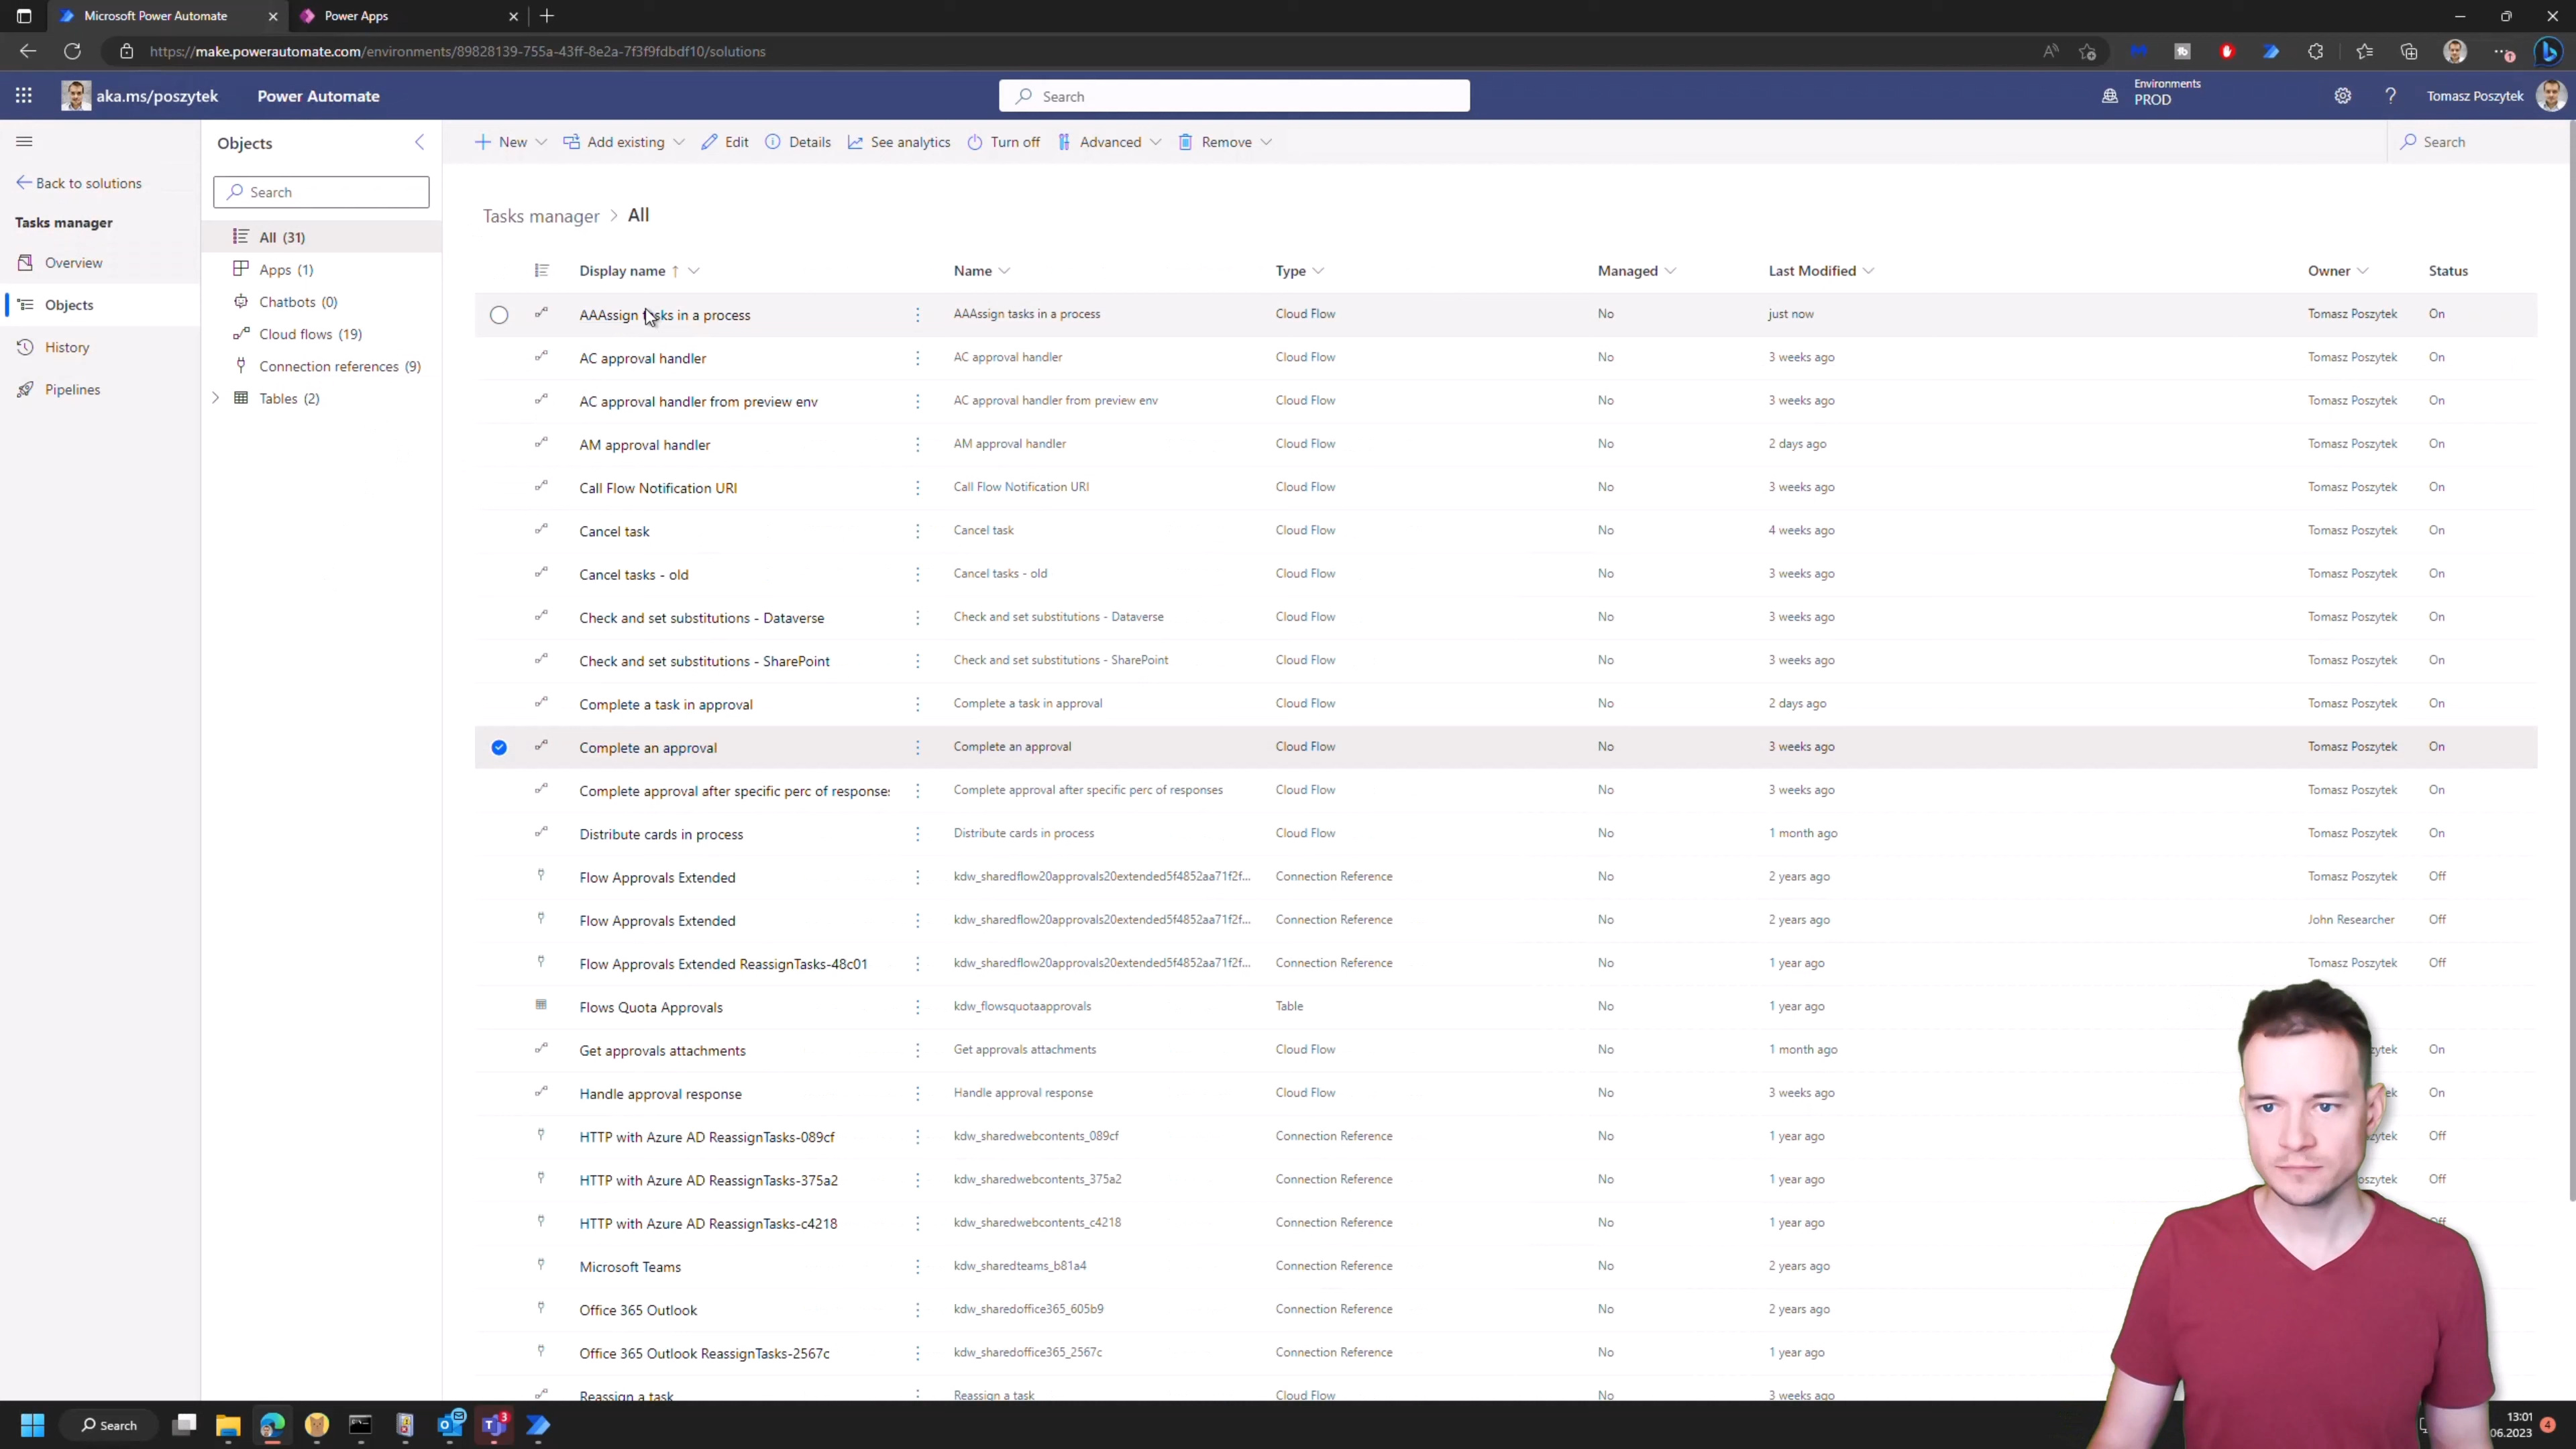 Microsoft Power Automate
Power Apps
https://make.powerautomate.com/environments/89828139-755a-43ff-8e2a-7f3f9fdbdf10/solutions
aka.ms/poszytek Power Automate
Search
Environments
PROD
Tomasz Poszytek
Back to solutions
Tasks manager
Overview
Objects
History
Pipelines
Objects
Search
All (31)
Apps (1)
Chatbots (0)
Cloud flows (19)
Connection references (9)
Tables (2)
New Add existing Edit Details See analytics Turn off Advanced Remove Search
Tasks manager > All
Display name Name Type Managed Last Modified Owner Status
AAAssign tasks in a process AAAssign tasks in a process Cloud Flow No just now Tomasz Poszytek On
AC approval handler AC approval handler Cloud Flow No 3 weeks ago Tomasz Poszytek On
AC approval handler from preview env AC approval handler from preview env Cloud Flow No 3 weeks ago Tomasz Poszytek On
AM approval handler AM approval handler Cloud Flow No 2 days ago Tomasz Poszytek On
Call Flow Notification URI Call Flow Notification URI Cloud Flow No 3 weeks ago Tomasz Poszytek On
Cancel task Cancel task Cloud Flow No 4 weeks ago Tomasz Poszytek On
Cancel tasks - old Cancel tasks - old Cloud Flow No 3 weeks ago Tomasz Poszytek On
Check and set substitutions - Dataverse Check and set substitutions - Dataverse Cloud Flow No 3 weeks ago Tomasz Poszytek On
Check and set substitutions - SharePoint Check and set substitutions - SharePoint Cloud Flow No 3 weeks ago Tomasz Poszytek On
Complete a task in approval Complete a task in approval Cloud Flow No 2 days ago Tomasz Poszytek On
Complete an approval Complete an approval Cloud Flow No 3 weeks ago Tomasz Poszytek On
Complete approval after specific perc of responses Complete approval after specific perc of responses Cloud Flow No 3 weeks ago Tomasz Poszytek On
Distribute cards in process Distribute cards in process Cloud Flow No 1 month ago Tomasz Poszytek On
Flow Approvals Extended kdw_sharedflow20approvals20extended5f4852aa71f2f... Connection Reference No 2 years ago Tomasz Poszytek Off
Flow Approvals Extended kdw_sharedflow20approvals20extended5f4852aa71f2f... Connection Reference No 2 years ago John Researcher Off
Flow Approvals Extended ReassignTasks-48c01 kdw_sharedflow20approvals20extended5f4852aa71f2f... Connection Reference No 1 year ago Tomasz Poszytek Off
Flows Quota Approvals kdw_flowsquotaapprovals Table No 1 year ago
Get approvals attachments Get approvals attachments Cloud Flow No 1 month ago zytek On
Handle approval response Handle approval response Cloud Flow No 3 weeks ago ek On
HTTP with Azure AD ReassignTasks-089cf kdw_sharedwebcontents_089cf Connection Reference No 1 year ago zytek Off
HTTP with Azure AD ReassignTasks-375a2 kdw_sharedwebcontents_375a2 Connection Reference No 1 year ago oszytek Off
HTTP with Azure AD ReassignTasks-c4218 kdw_sharedwebcontents_c4218 Connection Reference No 1 year ago
Microsoft Teams kdw_sharedteams_b81a4 Connection Reference No 2 years ago
Office 365 Outlook kdw_sharedoffice365_605b9 Connection Reference No 2 years ago
Office 365 Outlook ReassignTasks-2567c kdw_sharedoffice365_2567c Connection Reference No 1 year ago
Reassign a task Reassign a task Cloud Flow No 3 weeks ago
Search
13:01
06.2023
4